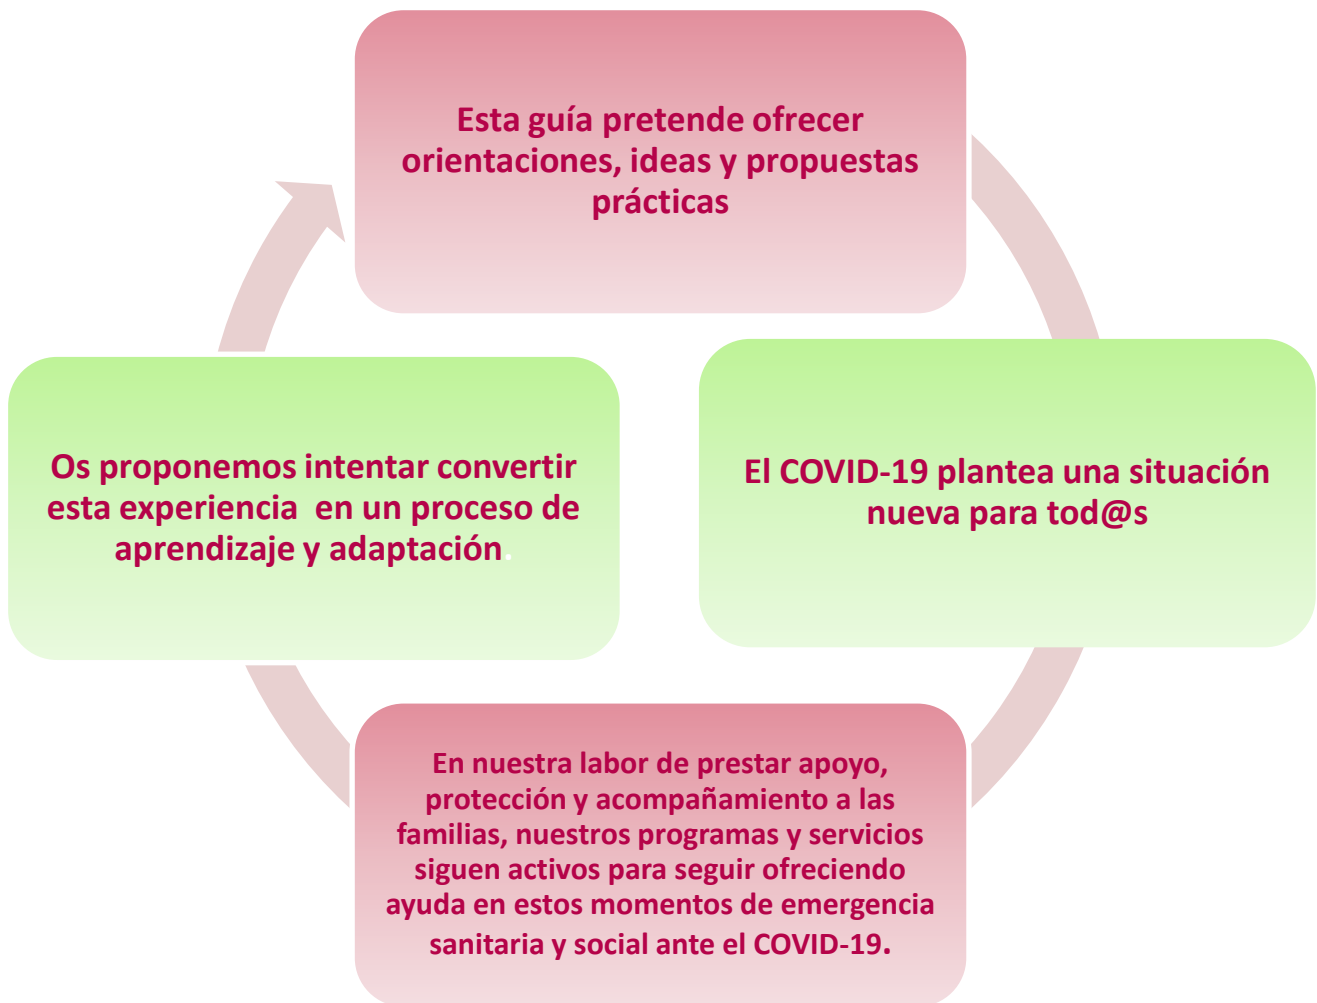 Esta guía pretende ofrecer
orientaciones, ideas y propuestas
prácticas
El COVID-19 plantea una situación
nueva para tod@s
En nuestra labor de prestar apoyo,
protección y acompañamiento a las
familias, nuestros programas y servicios
siguen activos para seguir ofreciendo
ayuda en estos momentos de emergencia
sanitaria y social ante el COVID-19.
Os proponemos intentar convertir
esta experiencia  en un proceso de
aprendizaje y adaptación.